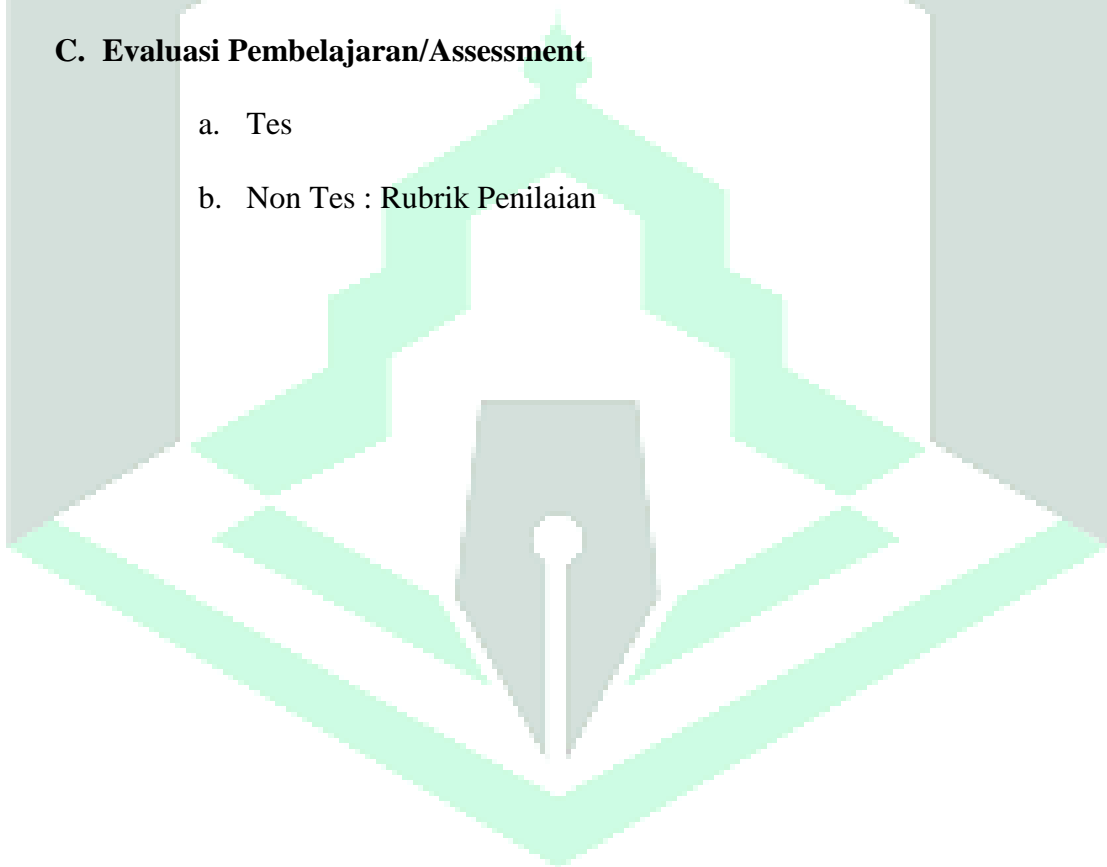 C. Evaluasi Pembelajaran/Assessment
a. Tes
b. Non Tes : Rubrik Penilaian